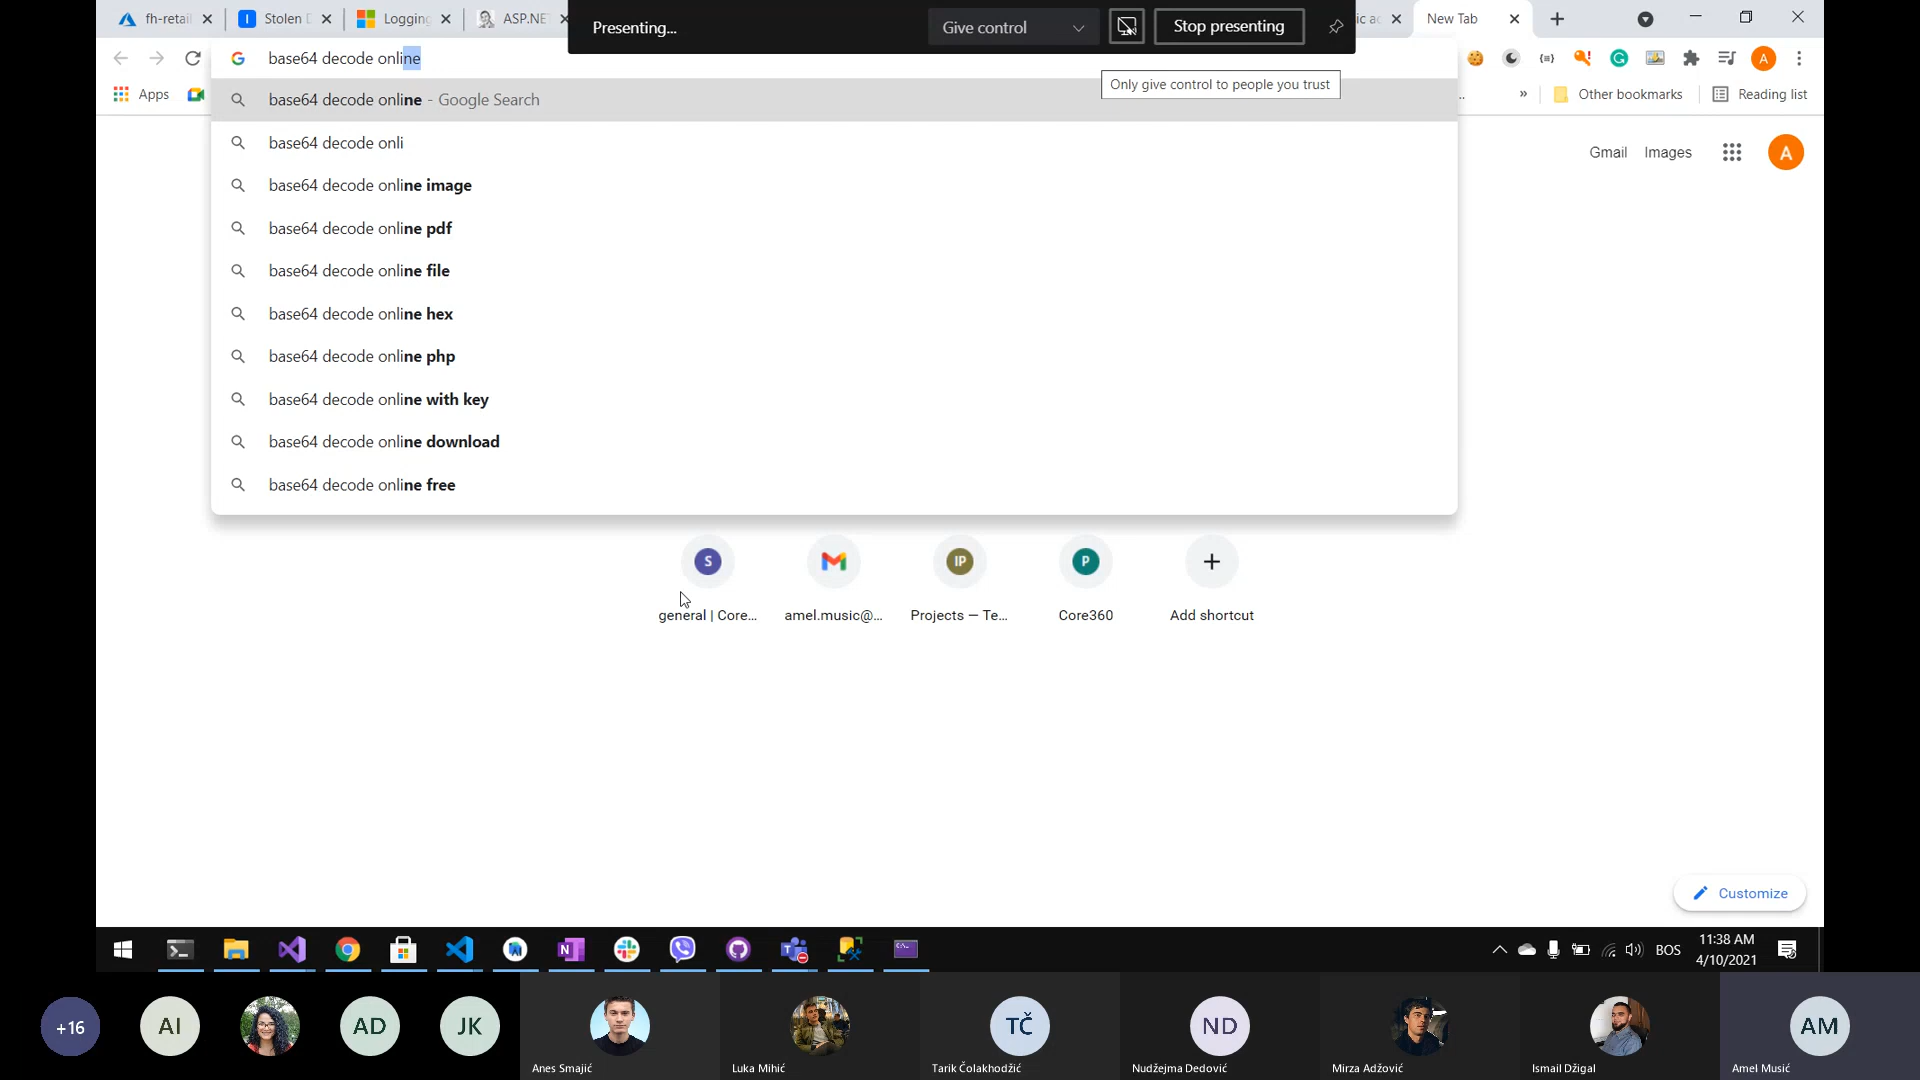 fh-retail
Stolen D
Logging
ASP.NE
Presenting...
Give control
Stop presenting
ic ac
New Tab
base64 decode online
A
Only give control to people you trust
Apps
..
»
Other bookmarks
Reading list
base64 decode online - Google Search
base64 decode onli
base64 decode online image
base64 decode online pdf
base64 decode online file
base64 decode online hex
base64 decode online php
base64 decode online with key
base64 decode online download
base64 decode online free
Gmail
Images
A
S
IP
P
general | Core...
amel.music@...
Projects — Te...
Core360
Add shortcut
Customize
BOS
11:38 AM
4/10/2021
+16
AI
AD
JK
TČ
ND
AM
Anes Smajić
Luka Mihić
Tarik Čolakhodžić
Nudžejma Dedović
Mirza Adžović
Ismail Džigal
Amel Musić